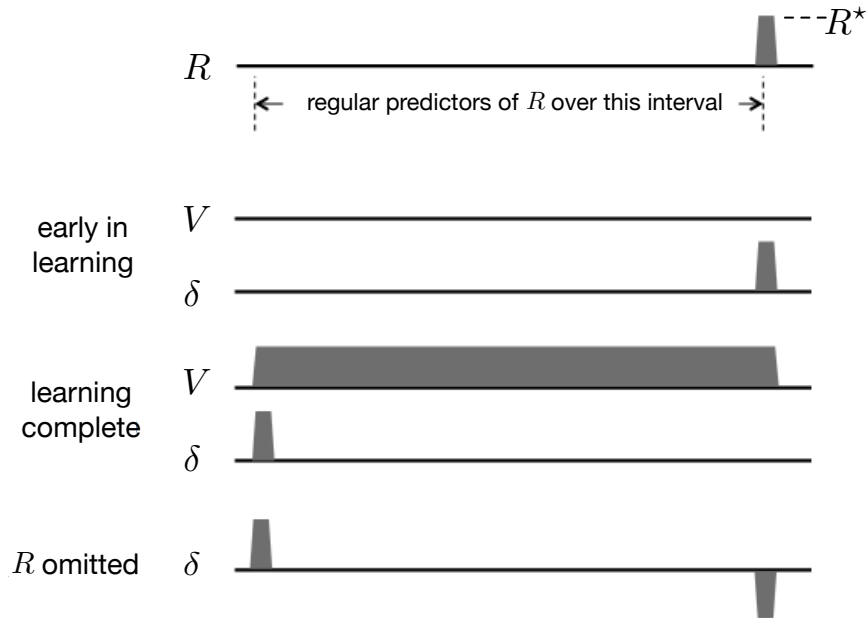 R⋆
R
regular predictors of R over this interval
early in
learning
V
δ
learning
complete
V
δ
R omitted
δ